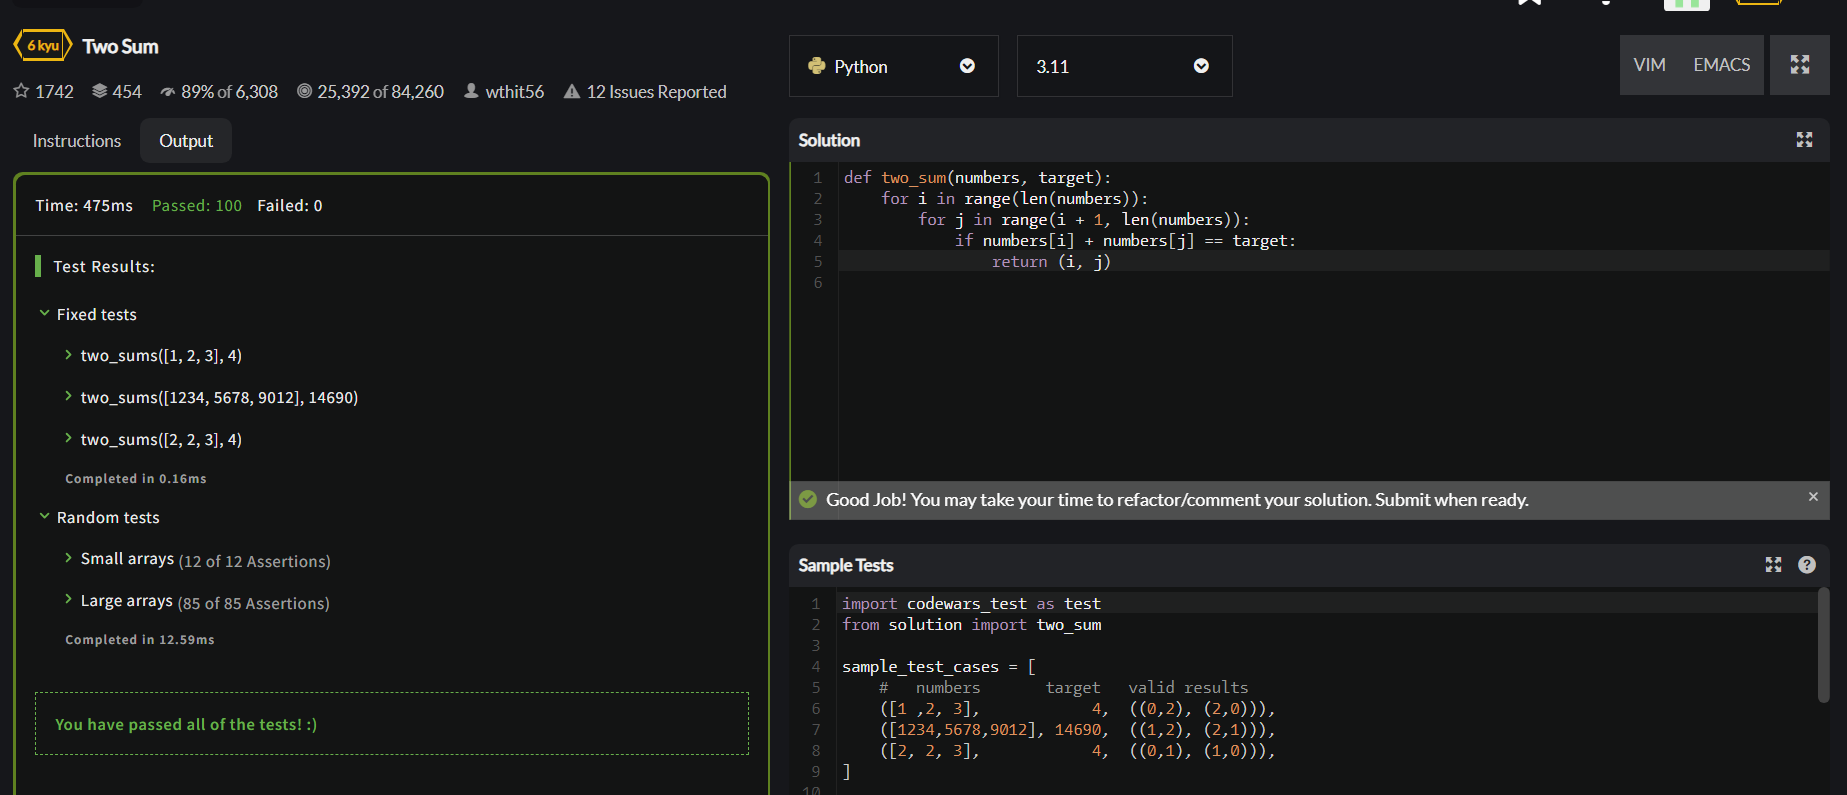 6 kyu Two Sum
1742 454 89% of 6,308 25,392 of 84,260 wthit56 12 Issues Reported
Instructions Output
Time: 475ms Passed: 100 Failed: 0
Test Results:
Fixed tests
two_sums([1, 2, 3], 4)
two_sums([1234, 5678, 9012], 14690)
two_sums([2, 2, 3], 4)
Completed in 0.16ms
Random tests
Small arrays (12 of 12 Assertions)
Large arrays (85 of 85 Assertions)
Completed in 12.59ms
You have passed all of the tests! :)
Python 3.11 VIM EMACS
Solution
1 def two_sum(numbers, target):
2     for i in range(len(numbers)):
3         for j in range(i + 1, len(numbers)):
4             if numbers[i] + numbers[j] == target:
5                 return (i, j)
6
Good Job! You may take your time to refactor/comment your solution. Submit when ready. ×
Sample Tests ?
1 import codewars_test as test
2 from solution import two_sum
3
4 sample_test_cases = [
5     #   numbers       target   valid results
6     ([1 ,2, 3],            4,  ((0,2), (2,0))),
7     ([1234,5678,9012], 14690,  ((1,2), (2,1))),
8     ([2, 2, 3],            4,  ((0,1), (1,0))),
9 ]
10